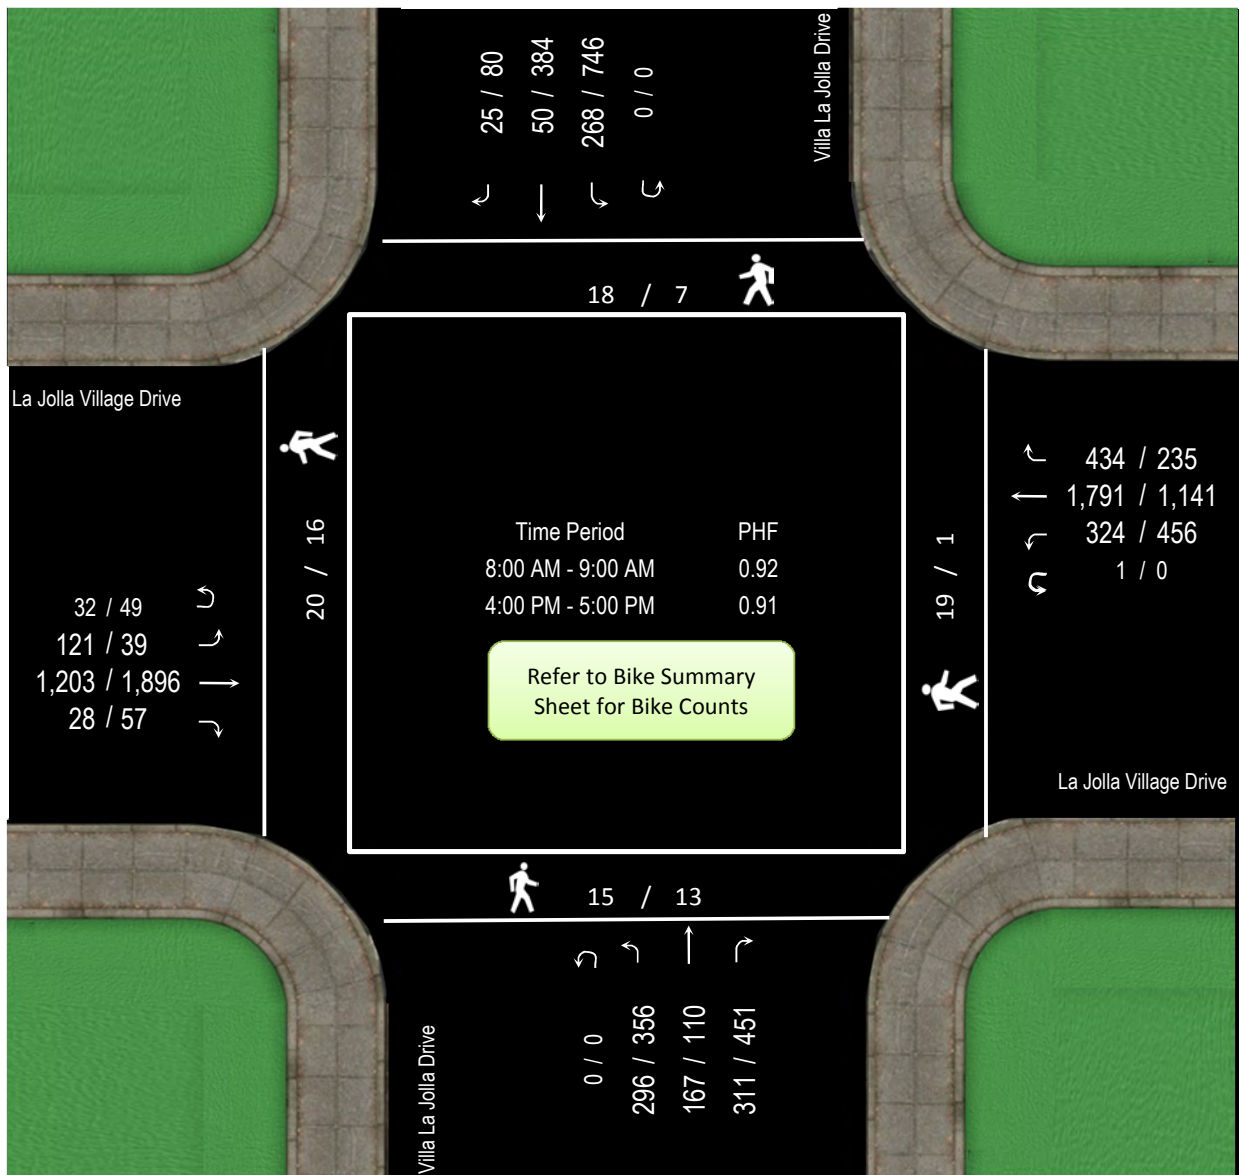 25 / 80
50 / 384
268 / 746
0 / 0
Villa La Jolla Drive
18 / 7
La Jolla Village Drive
20 / 16
32 / 49
121 / 39
1,203 / 1,896
28 / 57
Time Period PHF
8:00 AM - 9:00 AM 0.92
4:00 PM - 5:00 PM 0.91
Refer to Bike Summary
Sheet for Bike Counts
19 / 1
434 / 235
1,791 / 1,141
324 / 456
1 / 0
La Jolla Village Drive
15 / 13
Villa La Jolla Drive
0 / 0
296 / 356
167 / 110
311 / 451